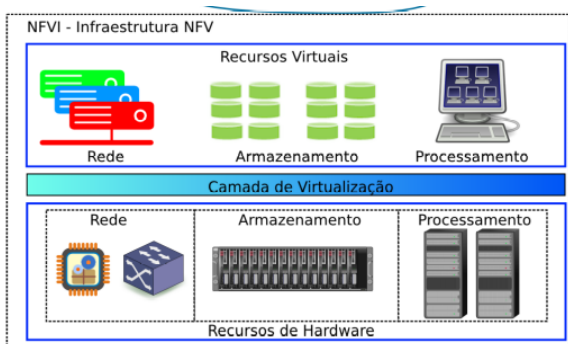 NFVI - Infraestrutura NFV
Recursos Virtuais
Rede
Armazenamento
Processamento
Camada de Virtualização
Rede
Armazenamento
Processamento
Recursos de Hardware